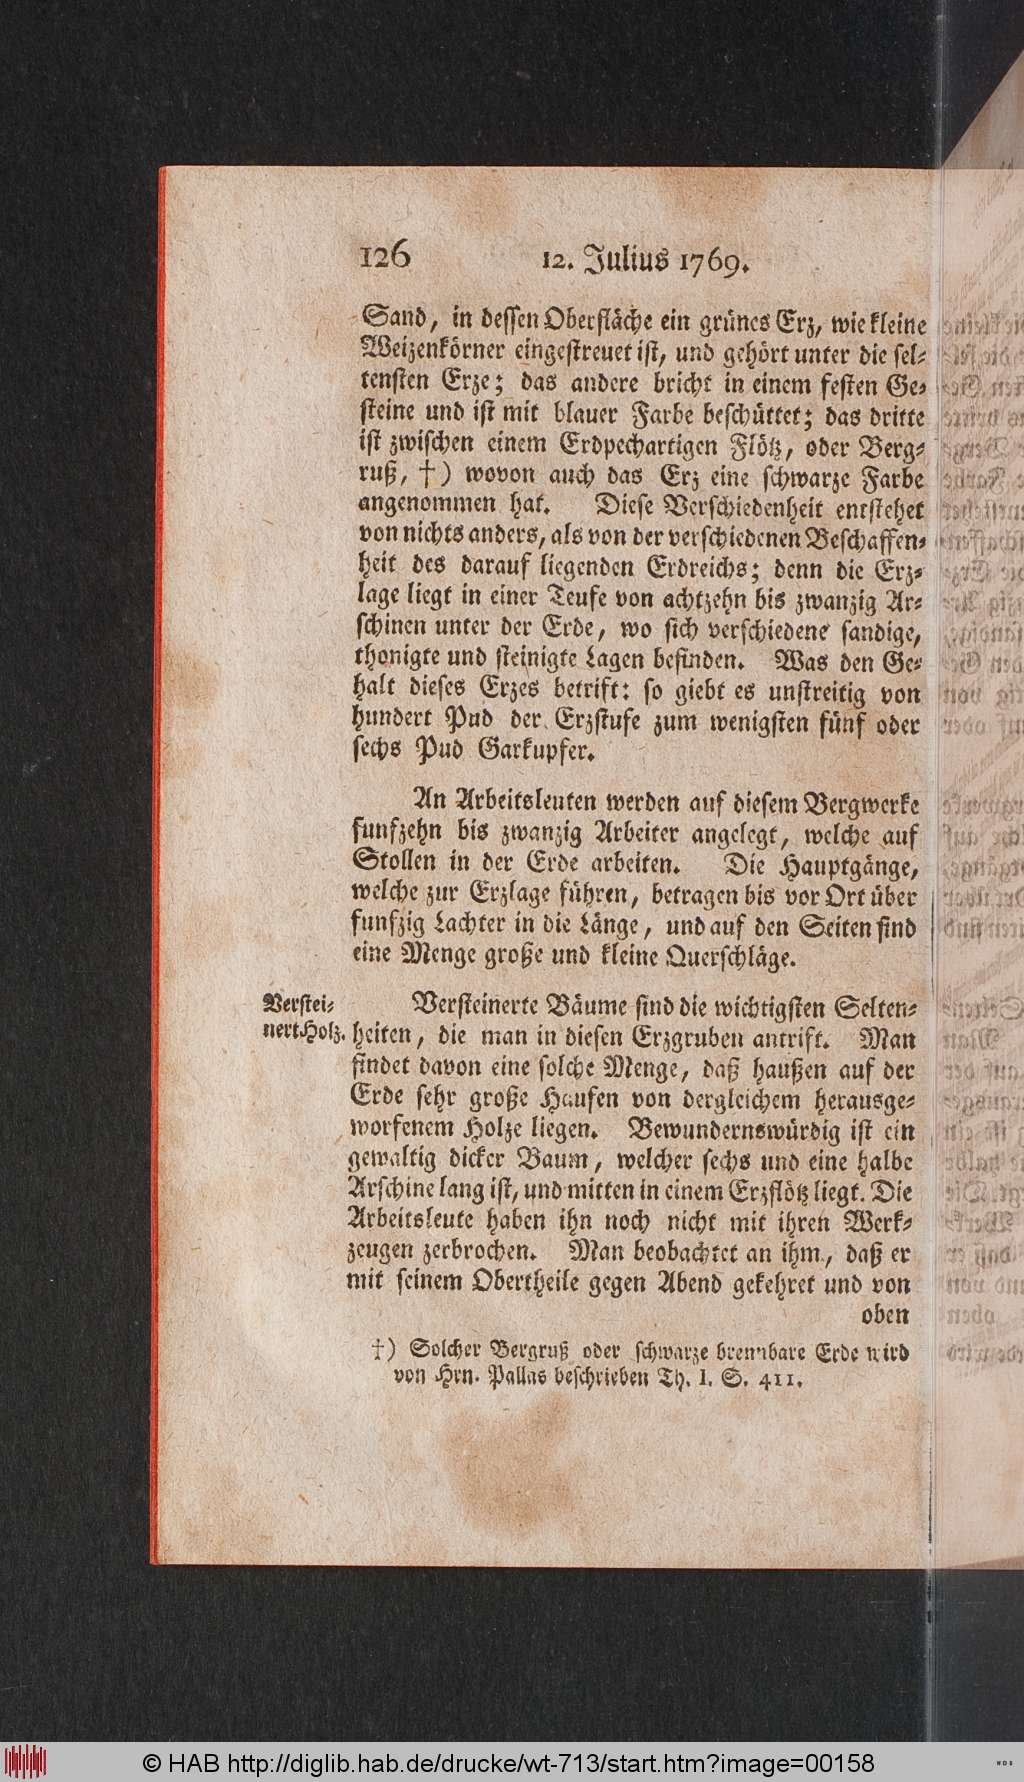 126 12. Julius 1769.
Sand, in dessen Oberfläche ein grünes Erz, wie kleine
Weizenkörner eingestreuet ist, und gehört unter die sel-
tensten Erze; das andere bricht in einem festen Ge-
steine und ist mit blauer Farbe beschüttet; das dritte
ist zwischen einem Erdpechartigen Flötz, oder Berg-
ruß, †) wovon auch das Erz eine schwarze Farbe
angenommen hat. Diese Verschiedenheit entstehet
von nichts anders, als von der verschiedenen Beschaffen-
heit des darauf liegenden Erdreichs; denn die Erz-
lage liegt in einer Teufe von achtzehn bis zwanzig Ar-
schinen unter der Erde, wo sich verschiedene sandige,
thonigte und steinigte Lagen befinden. Was den Ge-
halt dieses Erzes betrift: so giebt es unstreitig von
hundert Pud der Erzstufe zum wenigsten fünf oder
sechs Pud Garkupfer.
An Arbeitsleuten werden auf diesem Bergwerke
funfzehn bis zwanzig Arbeiter angelegt, welche auf
Stollen in der Erde arbeiten. Die Hauptgänge,
welche zur Erzlage führen, betragen bis vor Ort über
funfzig Lachter in die Länge, und auf den Seiten sind
eine Menge große und kleine Querschläge.
Verstei-
nert Holz.
Versteinerte Bäume sind die wichtigsten Selten-
heiten, die man in diesen Erzgruben antrift. Man
findet davon eine solche Menge, daß haußen auf der
Erde sehr große Haufen von dergleichem herausge-
worfenem Holze liegen. Bewundernswürdig ist ein
gewaltig dicker Baum, welcher sechs und eine halbe
Arschine lang ist, und mitten in einem Erzflötz liegt. Die
Arbeitsleute haben ihn noch nicht mit ihren Werk-
zeugen zerbrochen. Man beobachtet an ihm, daß er
mit seinem Obertheile gegen Abend gekehret und von
oben
†) Solcher Bergruß oder schwarze brennbare Erde wird
von Hrn. Pallas beschrieben Th. I. S. 411.
© HAB http://diglib.hab.de/drucke/wt-713/start.htm?image=00158